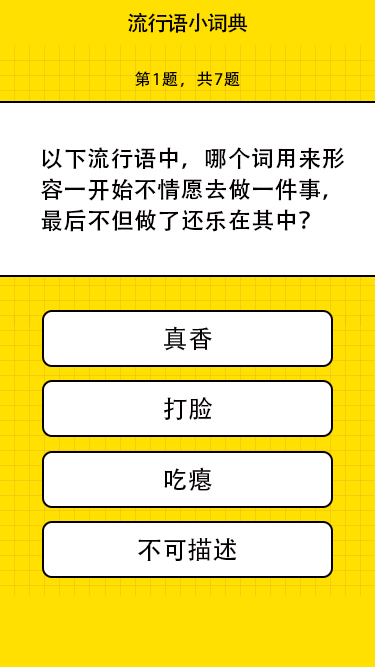 流行语小词典
第1题，共7题
以下流行语中，哪个词用来形
容一开始不情愿去做一件事，
最后不但做了还乐在其中？
真香
打脸
吃瘪
不可描述